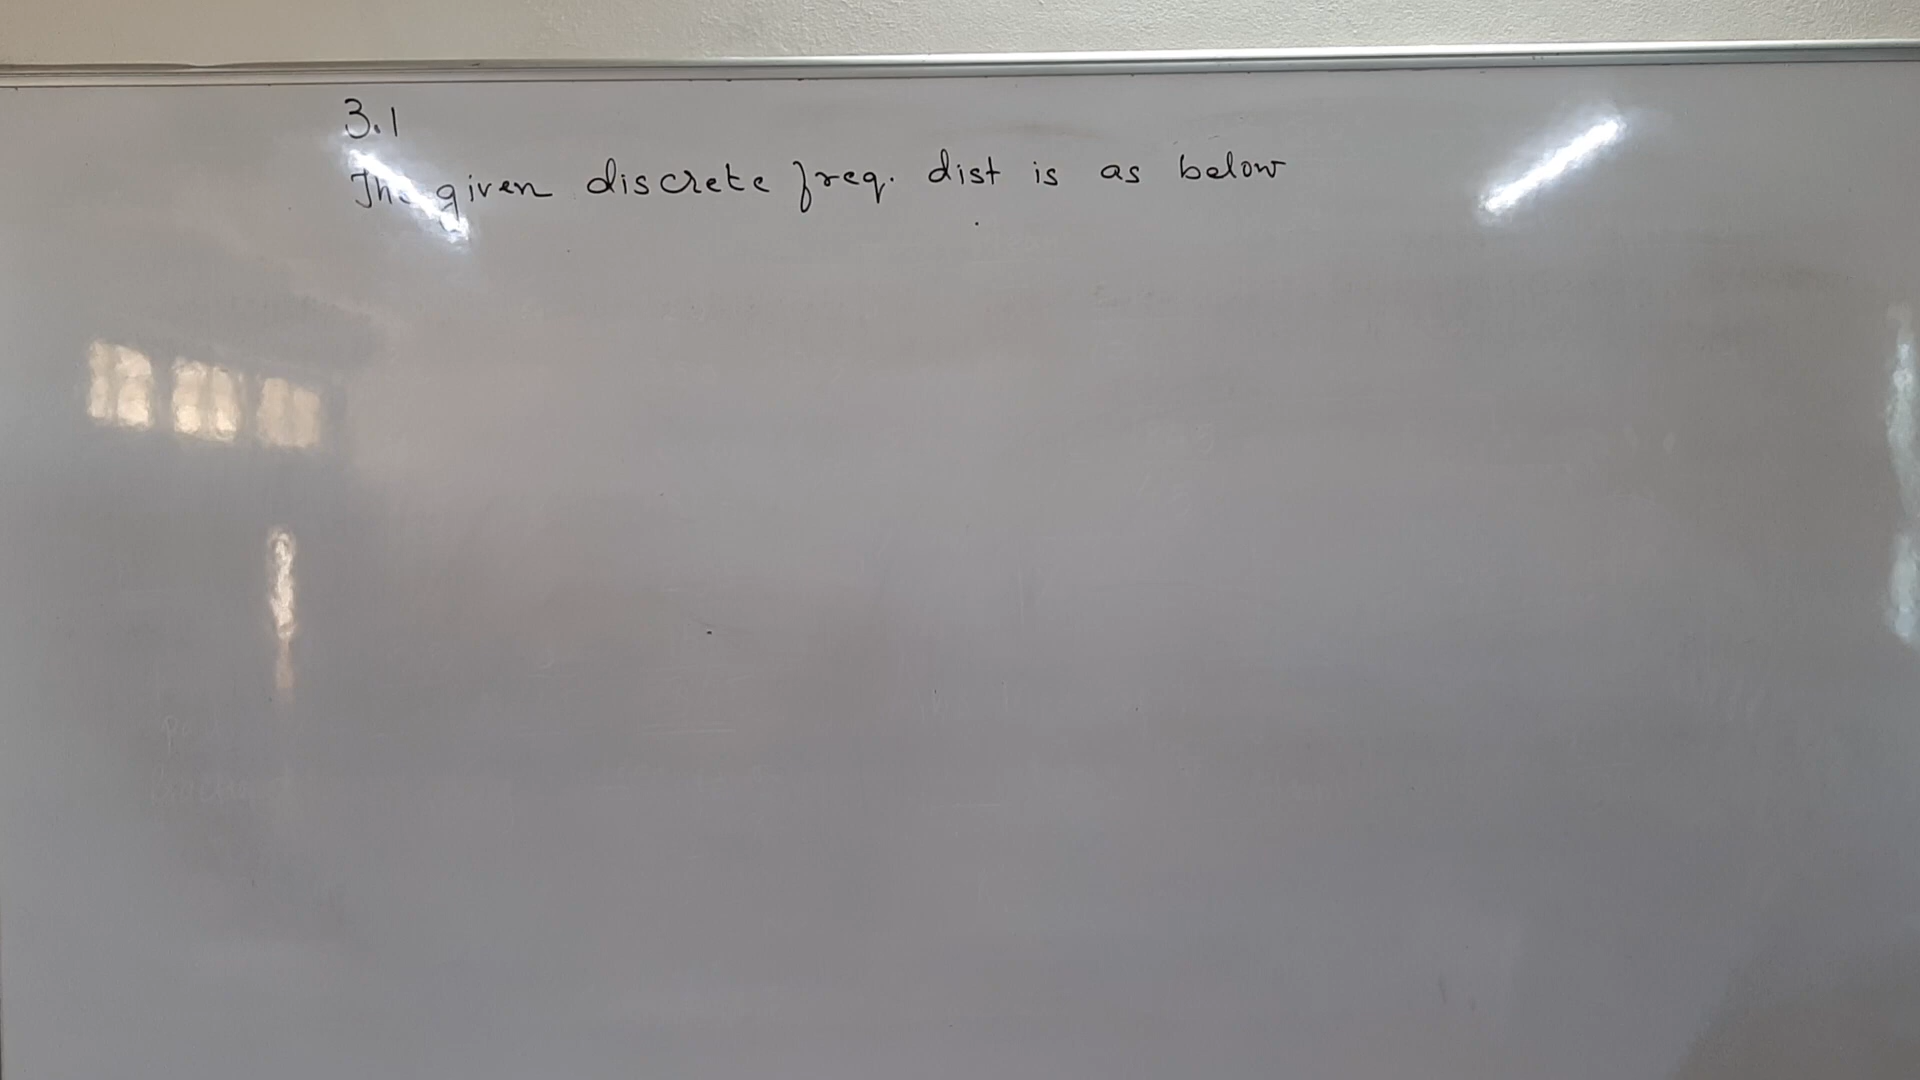 3.1
The given discrete freq. dist is as below